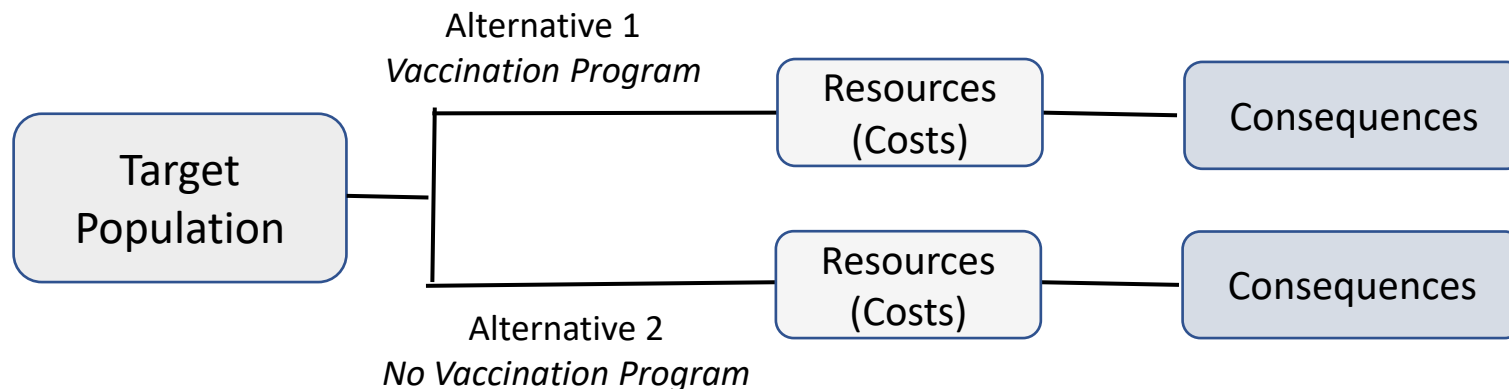 Alternative 1
Vaccination Program
Resources
(Costs)
Consequences
Target
Population
Resources
(Costs)
Consequences
Alternative 2
No Vaccination Program